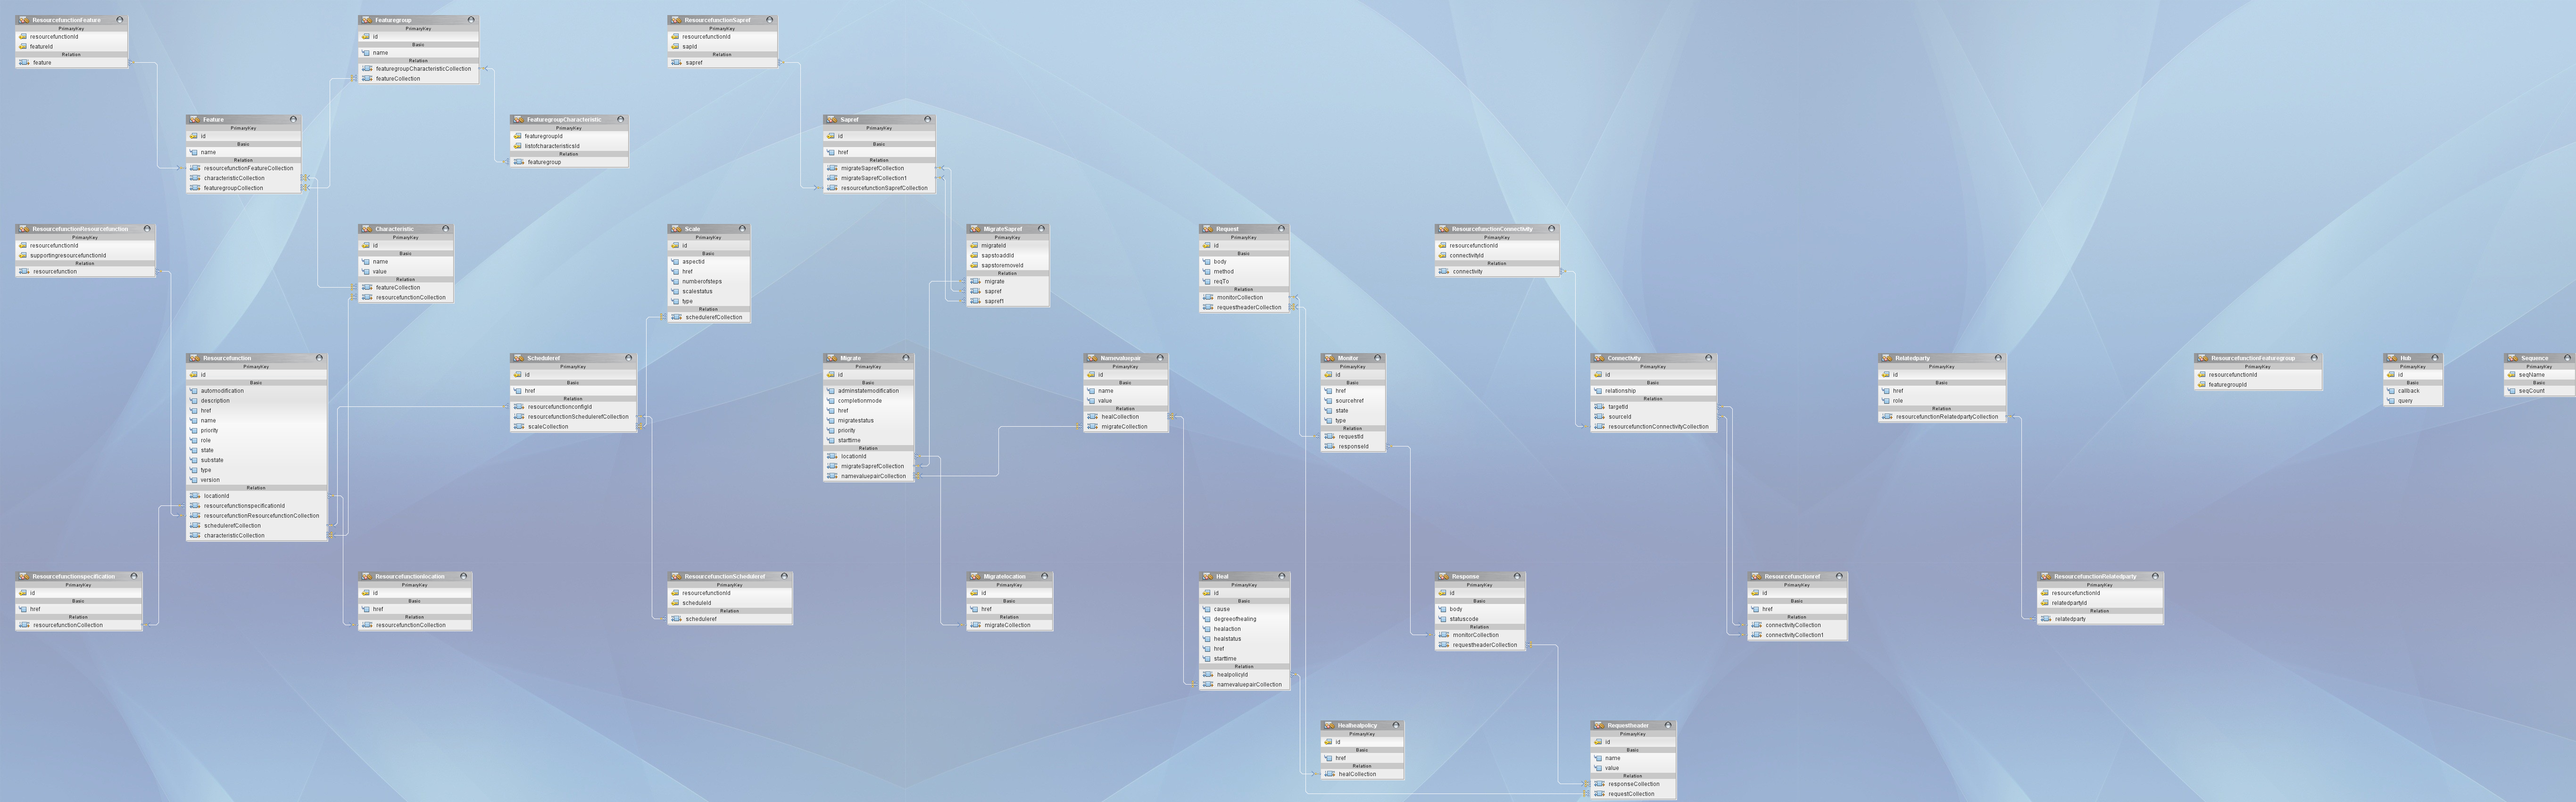 ResourcefunctionFeature
PrimaryKey
resourcefunctionId
featureId
Relation
feature
Featuregroup
PrimaryKey
id
Basic
name
Relation
featuregroupCharacteristicCollection
featureCollection
ResourcefunctionSapref
PrimaryKey
resourcefunctionId
sapId
Relation
sapref
Feature
PrimaryKey
id
Basic
name
Relation
resourcefunctionFeatureCollection
characteristicCollection
featuregroupCollection
FeaturegroupCharacteristic
PrimaryKey
featuregroupId
listofcharacteristicsId
Relation
featuregroup
Sapref
PrimaryKey
id
Basic
href
Relation
migrateSaprefCollection
migrateSaprefCollection1
resourcefunctionSaprefCollection
ResourcefunctionResourcefunction
PrimaryKey
resourcefunctionId
supportingresourcefunctionId
Relation
resourcefunction
Characteristic
PrimaryKey
id
Basic
name
value
Relation
featureCollection
resourcefunctionCollection
Scale
PrimaryKey
id
Basic
aspectId
href
numberofsteps
scalestatus
type
Relation
schedulerefCollection
MigrateSapref
PrimaryKey
migrateId
sapstoaddId
sapstoremoveId
Relation
migrate
sapref
sapref1
Request
PrimaryKey
id
Basic
body
method
reqTo
Relation
monitorCollection
requestheaderCollection
ResourcefunctionConnectivity
PrimaryKey
resourcefunctionId
connectivityId
Relation
connectivity
Resourcefunction
PrimaryKey
id
Basic
automodification
description
href
name
priority
role
state
substate
type
version
Relation
locationId
resourcefunctionspecificationId
resourcefunctionResourcefunctionCollection
schedulerefCollection
characteristicCollection
Scheduleref
PrimaryKey
id
Basic
href
Relation
resourcefunctionconfigId
resourcefunctionSchedulerefCollection
scaleCollection
Migrate
PrimaryKey
id
Basic
adminstatemodification
completionmode
href
migratestatus
priority
starttime
Relation
locationId
migrateSaprefCollection
namevaluepairCollection
Namevaluepair
PrimaryKey
id
Basic
name
value
Relation
healCollection
migrateCollection
Monitor
PrimaryKey
id
Basic
href
sourcehref
state
type
Relation
requestId
responseId
Connectivity
PrimaryKey
id
Basic
relationship
Relation
targetId
sourceId
resourcefunctionConnectivityCollection
Relatedparty
PrimaryKey
id
Basic
href
role
Relation
resourcefunctionRelatedpartyCollection
ResourcefunctionFeaturegroup
PrimaryKey
resourcefunctionId
featuregroupId
Hub
PrimaryKey
id
Basic
callback
query
Sequence
PrimaryKey
seqName
Basic
seqCount
Resourcefunctionspecification
PrimaryKey
id
Basic
href
Relation
resourcefunctionCollection
Resourcefunctionlocation
PrimaryKey
id
Basic
href
Relation
resourcefunctionCollection
ResourcefunctionScheduleref
PrimaryKey
resourcefunctionId
scheduleId
Relation
scheduleref
Migratelocation
PrimaryKey
id
Basic
href
Relation
migrateCollection
Heal
PrimaryKey
id
Basic
cause
degreeofhealing
healaction
healstatus
href
starttime
Relation
healpolicyId
namevaluepairCollection
Response
PrimaryKey
id
Basic
body
statuscode
Relation
monitorCollection
requestheaderCollection
Resourcefunctionref
PrimaryKey
id
Basic
href
Relation
connectivityCollection
connectivityCollection1
ResourcefunctionRelatedparty
PrimaryKey
resourcefunctionId
relatedpartyId
Relation
relatedparty
Healhealpolicy
PrimaryKey
id
Basic
href
Relation
healCollection
Requestheader
PrimaryKey
id
Basic
name
value
Relation
responseCollection
requestCollection